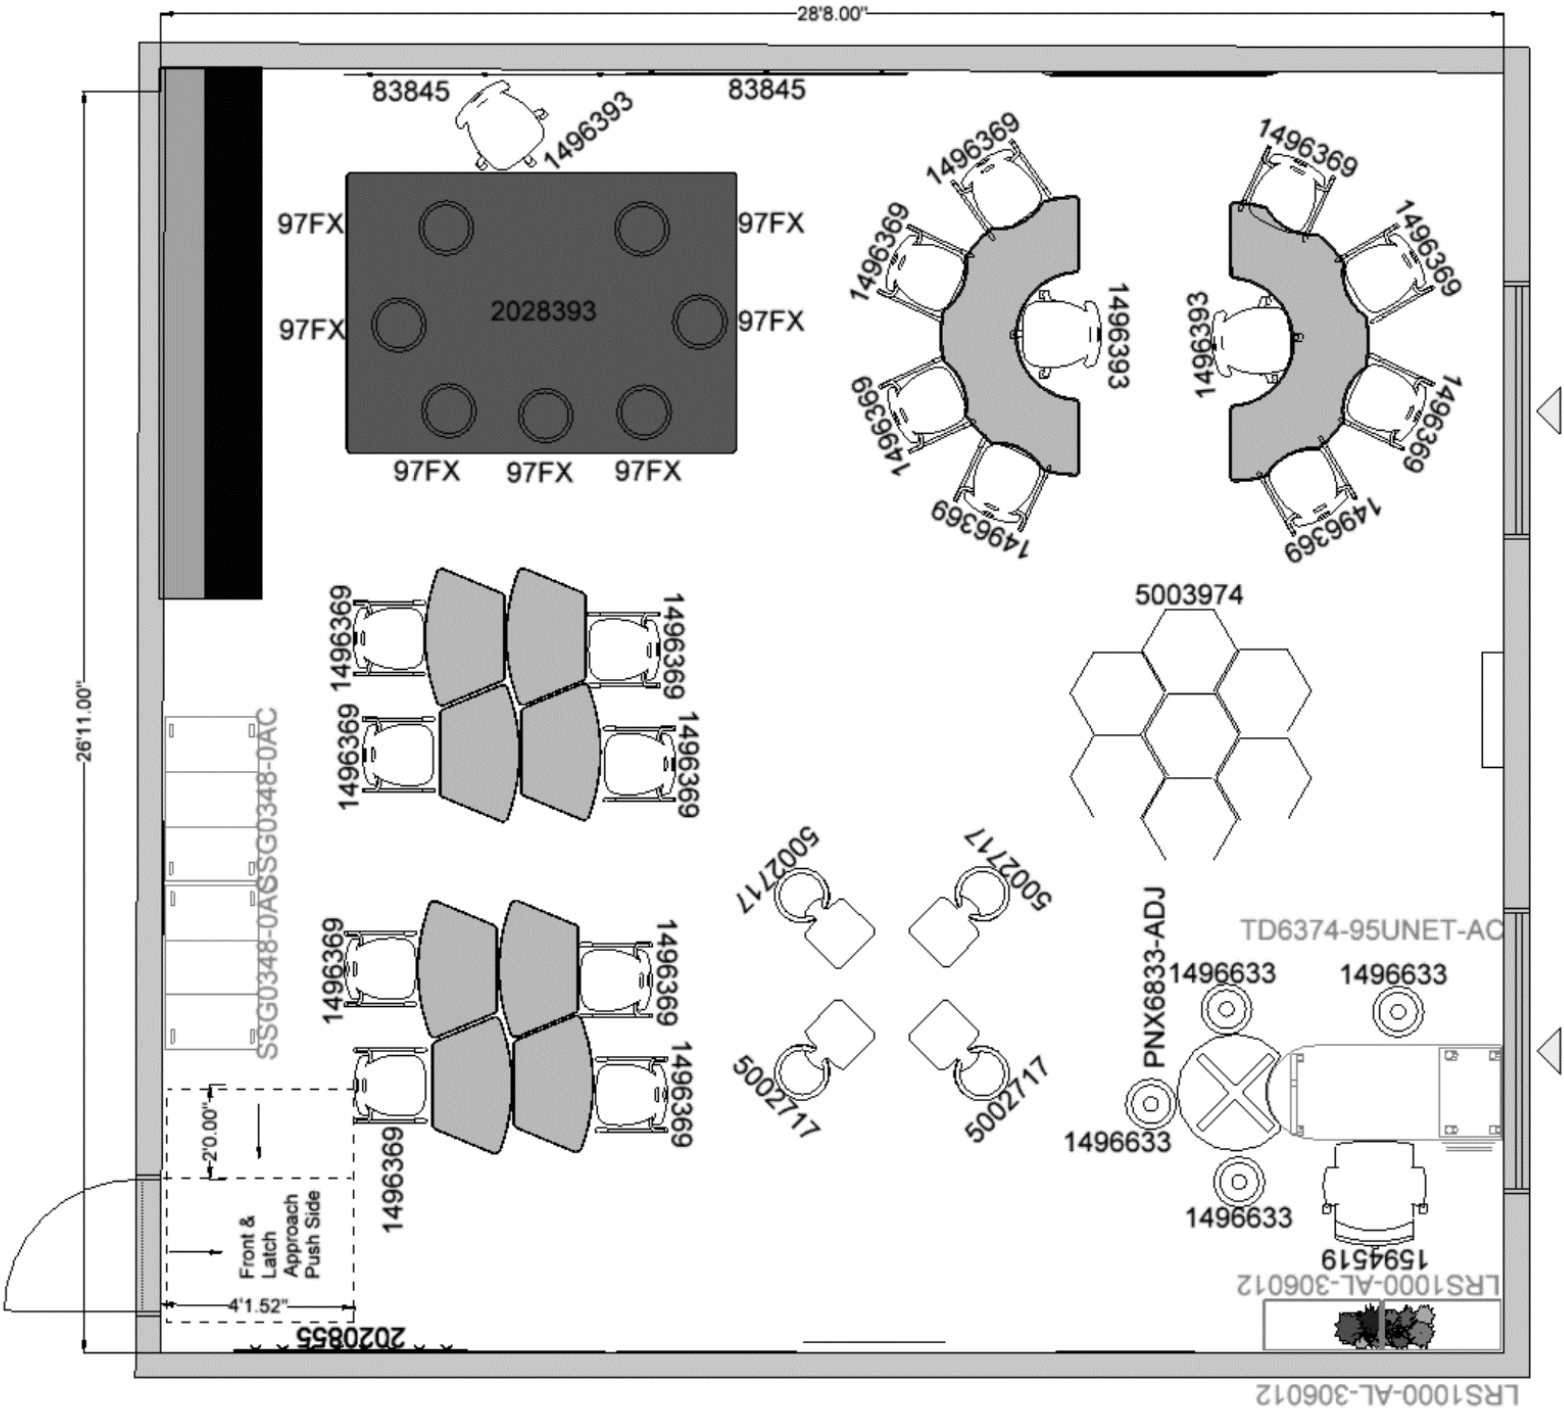 28'8.00"
83845
83845
1496393
1496369
1496369
97FX
97FX
1496369
1496369
2028393
97FX
97FX
1496393
1496393
1496369
1496369
97FX
97FX
97FX
1496369
1496369
5003974
1496369
1496369
26'11.00"
1496369
1496369
SSG0348-0AC
SSG0348-0AC
5002717
5002717
PNX6833-ADJ
TD6374-95UNET-AC
1496369
1496369
1496633
1496633
1496369
1496369
5002717
5002717
1496633
2'0.00"
Front &
Latch
Approach
Push Side
1496633
1594519
LRS1000-AL-306012
4'1.52"
2020855
LRS1000-AL-306012